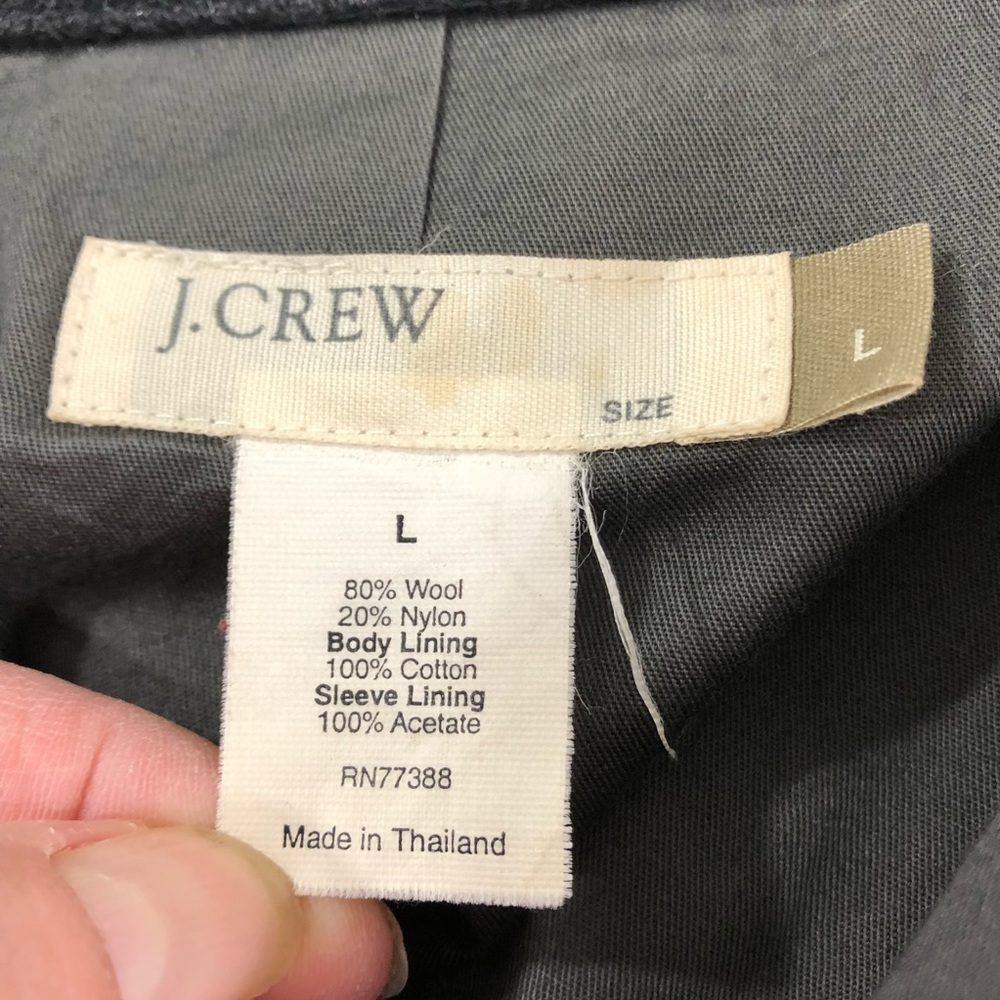 J.CREW
SIZE
L
L
80% Wool
20% Nylon
Body Lining
100% Cotton
Sleeve Lining
100% Acetate
RN77388
Made in Thailand